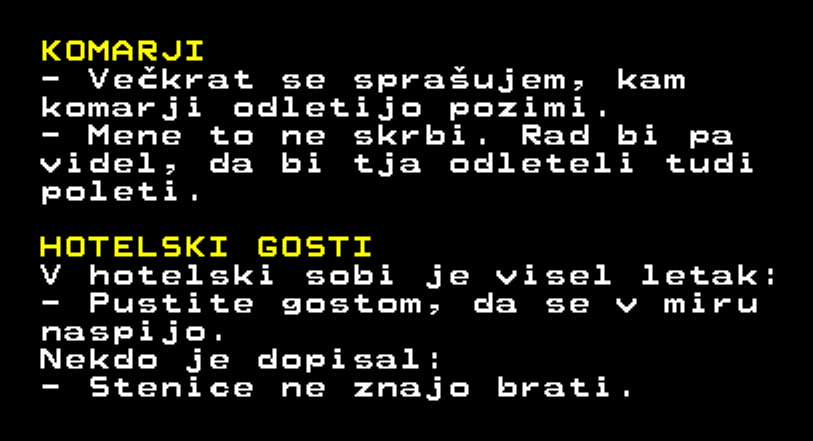 KOMARJI
- Večkrat se sprašujem, kam
komarji odletijo pozimi.
- Mene to ne skrbi. Rad bi pa
videl, da bi tja odleteli tudi
poleti.
HOTELSKI GOSTI
V hotelski sobi je visel letak:
- Pustite gostom, da se v miru
naspijo.
Nekdo je dopisal:
- Stenice ne znajo brati.